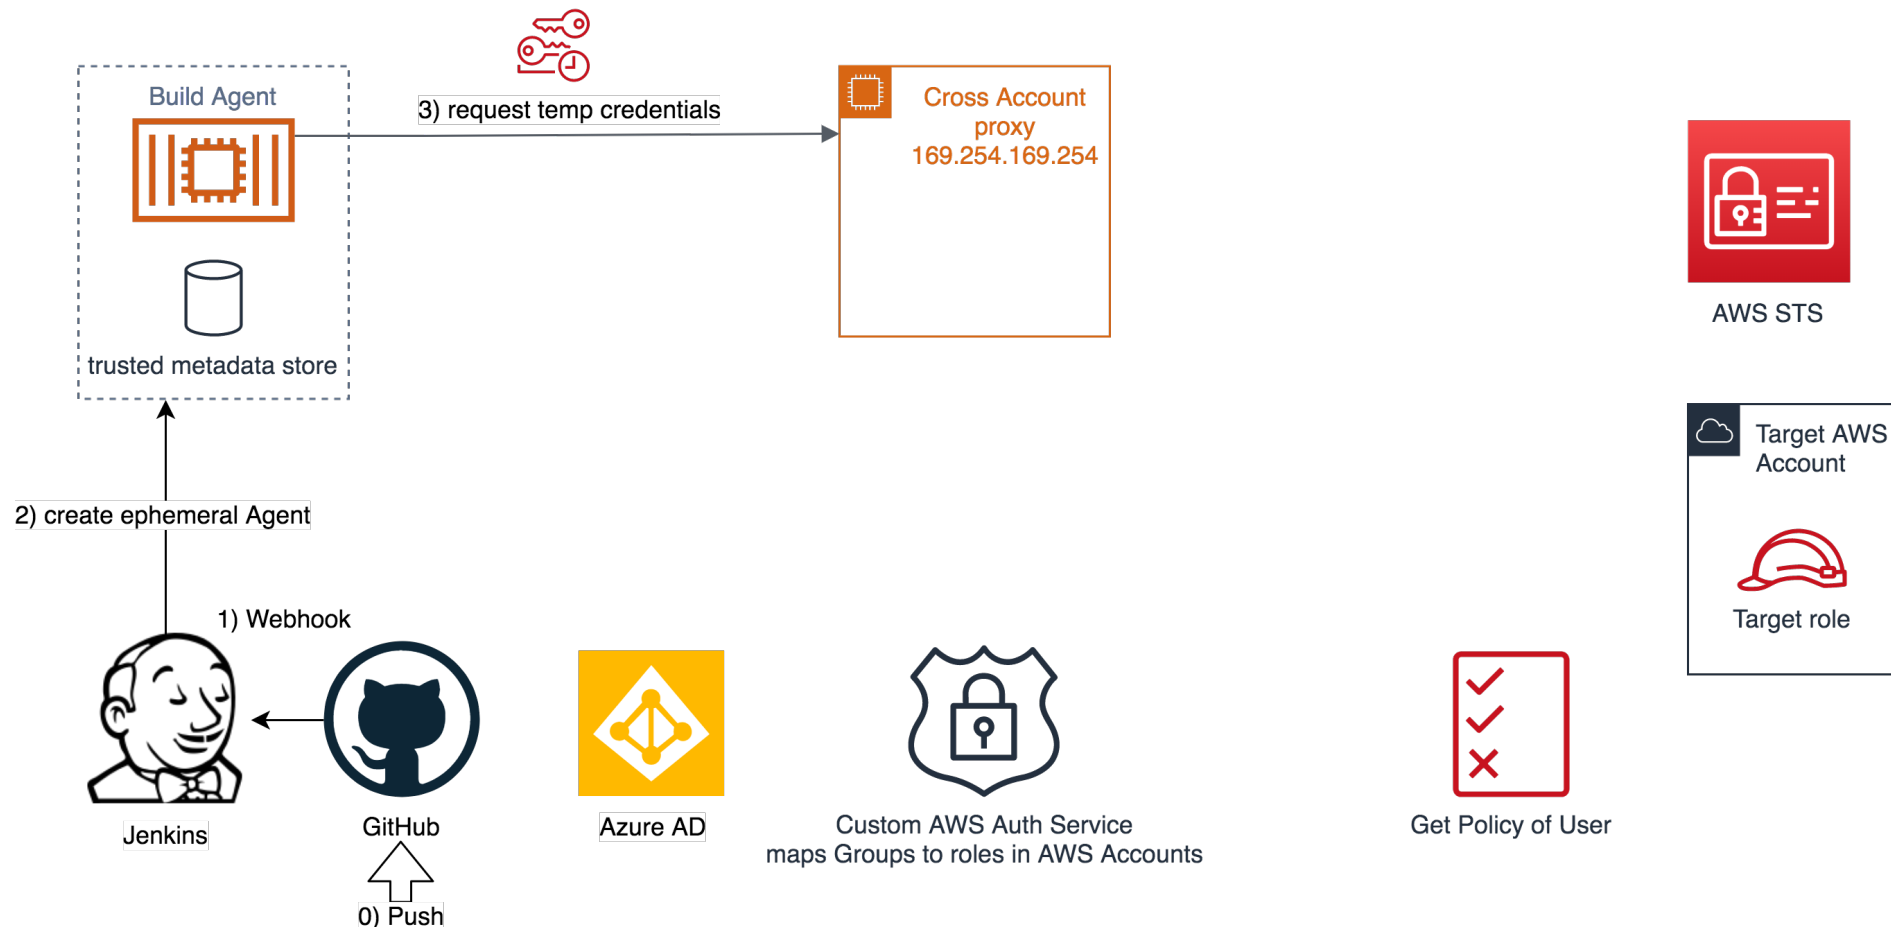 Build Agent
3) request temp credentials
Cross Account
proxy
169.254.169.254
trusted metadata store
AWS STS
Target AWS
Account
Target role
2) create ephemeral Agent
1) Webhook
Jenkins
GitHub
Azure AD
Custom AWS Auth Service
maps Groups to roles in AWS Accounts
Get Policy of User
0) Push